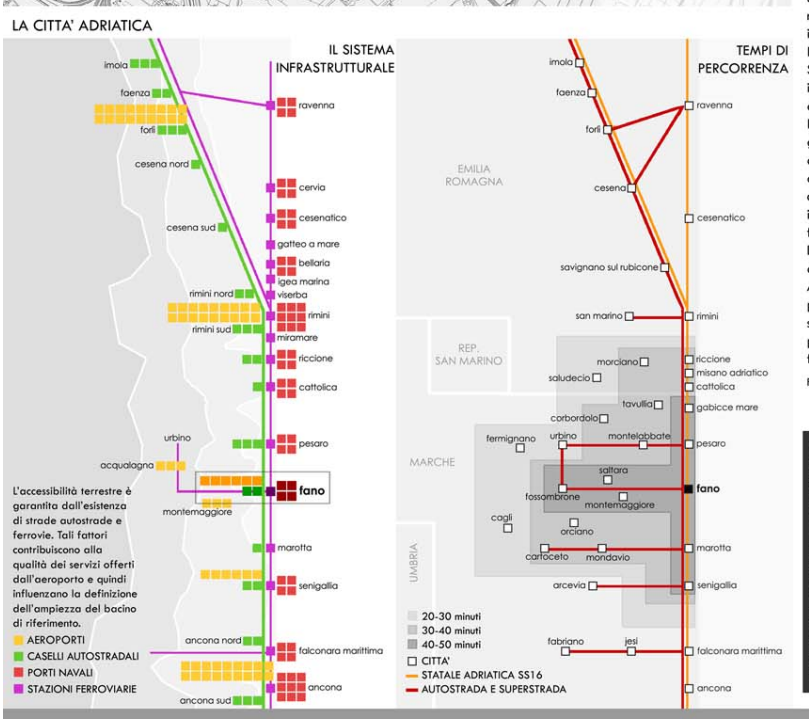 LA CITTA' ADRIATICA
IL SISTEMA
INFRASTRUTTURALE
imola
faenza
ravenna
forlì
cesena nord
cervia
cesenatico
cesena sud
gatteo a mare
bellaria
igea marina
rimini nord
viserba
rimini
rimini sud
miramare
riccione
cattolica
urbino
pesaro
acqualagna
fano
montemaggiore
marotta
senigallia
ancona nord
falconara marittima
ancona
ancona sud
L'accessibilità terrestre è
garantita dall'esistenza
di strade autostrade e
ferrovie. Tali fattori
contribuiscono alla
qualità dei servizi offerti
dall'aeroporto e quindi
influenzano la definizione
dell'ampiezza del bacino
di riferimento.
AEROPORTI
CASELLI AUTOSTRADALI
PORTI NAVALI
STAZIONI FERROVIARIE
TEMPI DI
PERCORRENZA
imola
faenza
ravenna
forlì
EMILIA
ROMAGNA
cesena
cesenatico
savignano sul rubicone
san marino
rimini
REP.
SAN MARINO
morciano
riccione
saludecio
misano adriatico
cattolica
tavullia
gabicce mare
corbordolo
fermignano
urbino
montelabbate
pesaro
MARCHE
saltara
fano
fossombrone
montemaggiore
cagli
orciano
UMBRIA
cartoceto
mondavio
marotta
arcevia
senigallia
20-30 minuti
30-40 minuti
40-50 minuti
fabriano
jesi
falconara marittima
CITTA'
STATALE ADRIATICA SS16
AUTOSTRADA E SUPERSTRADA
ancona